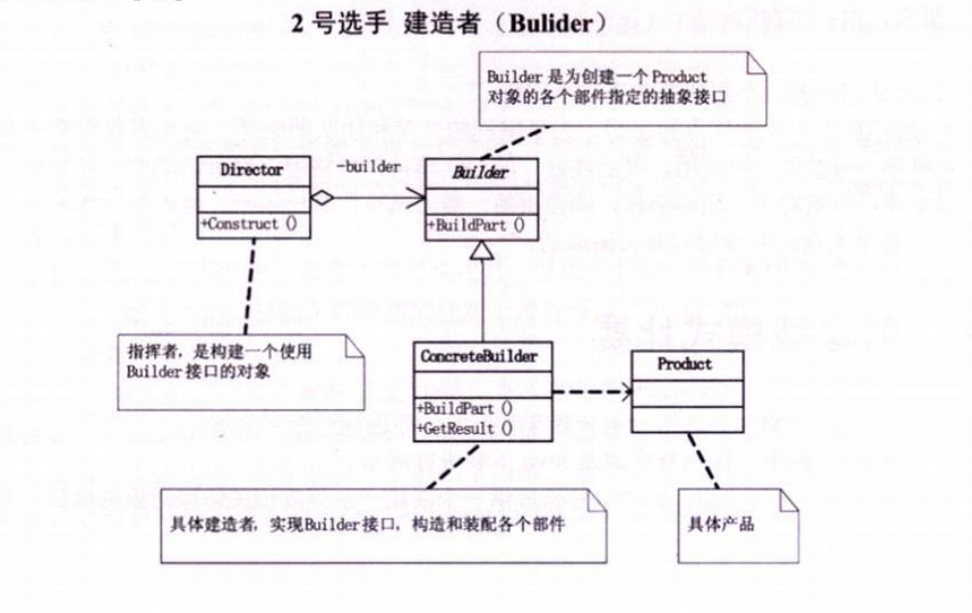 2 号选手 建造者（Bulider）
Builder 是为创建一个 Product
对象的各个部件指定的抽象接口
Director
-builder
Builder
+Construct ()
+BuildPart ()
指挥者，是构建一个使用
Builder 接口的对象
ConcreteBuilder
Product
+BuildPart ()
+GetResult ()
具体建造者，实现Builder接口，构造和装配各个部件
具体产品